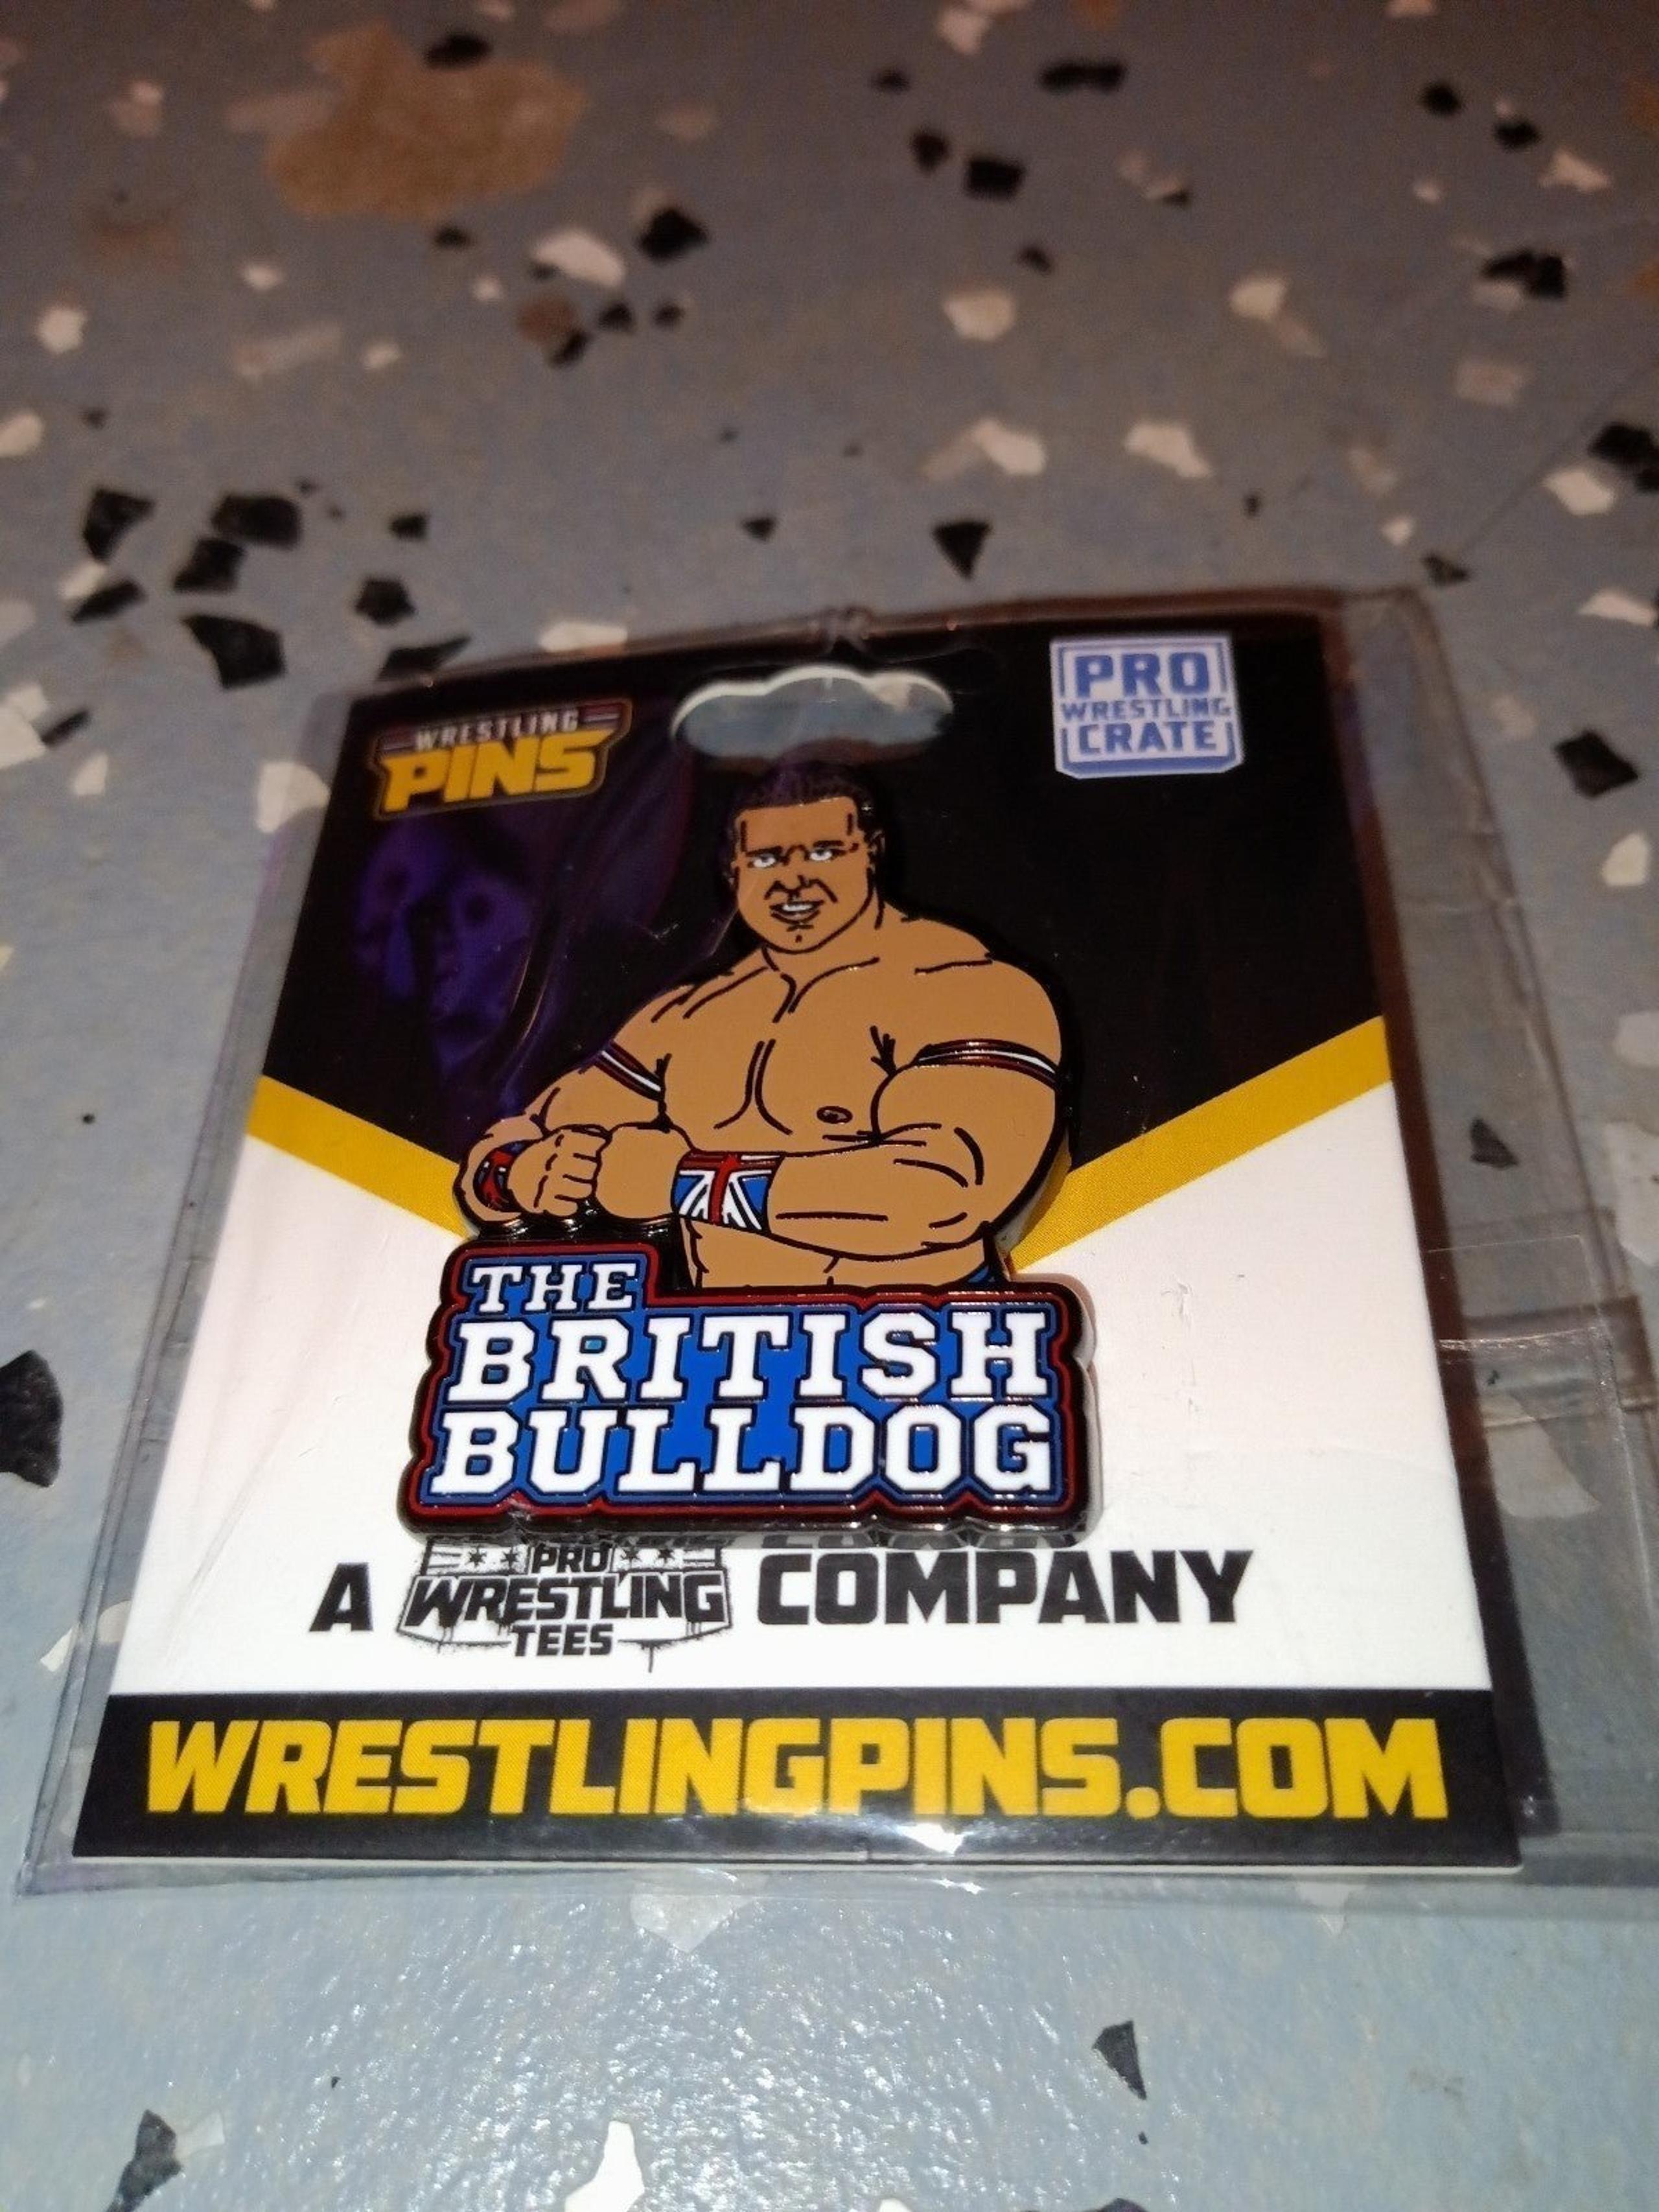 WRESTLING
PINS
PRO
WRESTLING
CRATE
THE
BRITISH
BULLDOG
A PRO WRESTLING TEES COMPANY
WRESTLINGPINS.COM